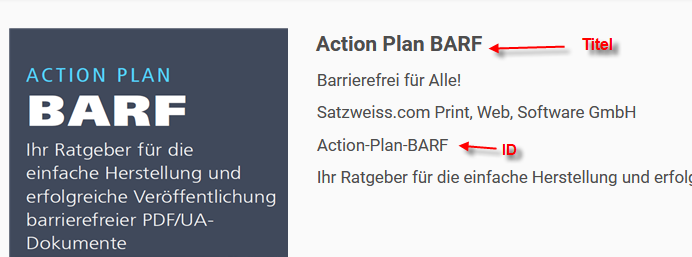 ACTION PLAN
BARF
Ihr Ratgeber für die
einfache Herstellung und
erfolgreiche Veröffentlichung
barrierefreier PDF/UA-
Dokumente
Action Plan BARF
Titel
Barrierefrei für Alle!
Satzweiss.com Print, Web, Software GmbH
Action-Plan-BARF
ID
Ihr Ratgeber für die einfache Herstellung und erfolg